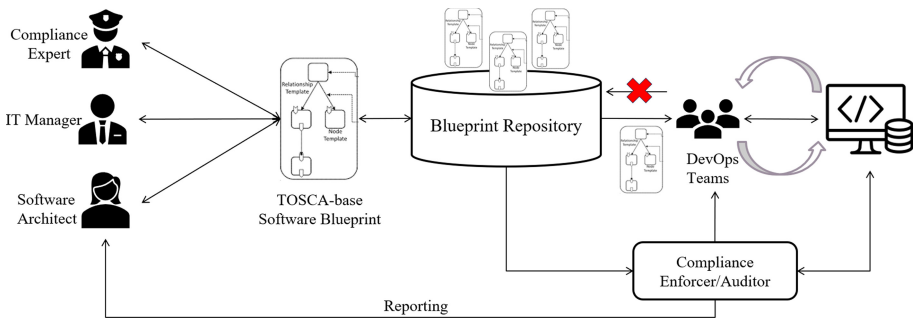 Compliance
Expert
IT Manager
Software
Architect
Relationship
Template
Node
Template
TOSCA-base
Software Blueprint
Blueprint Repository
DevOps
Teams
</>
Compliance
Enforcer/Auditor
Reporting